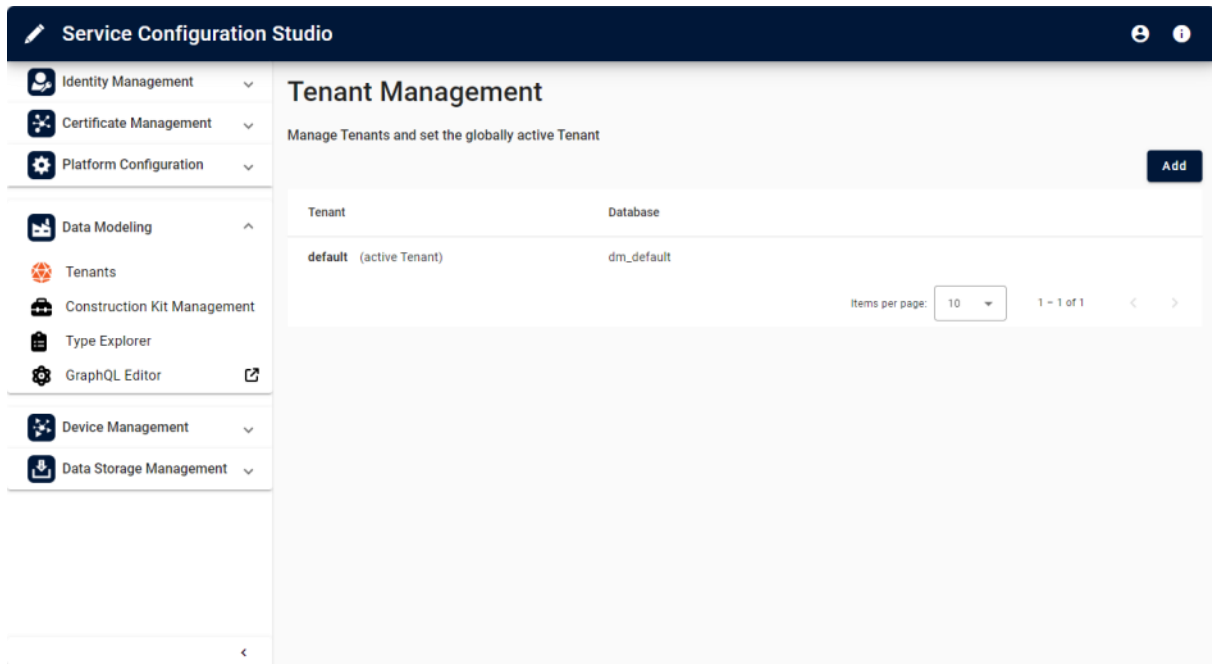 Service Configuration Studio
Identity Management
Certificate Management
Platform Configuration
Data Modeling
Tenants
Construction Kit Management
Type Explorer
GraphQL Editor
Device Management
Data Storage Management
Tenant Management
Manage Tenants and set the globally active Tenant
Add
Tenant Database
default (active Tenant) dm_default
Items per page: 10 1 – 1 of 1